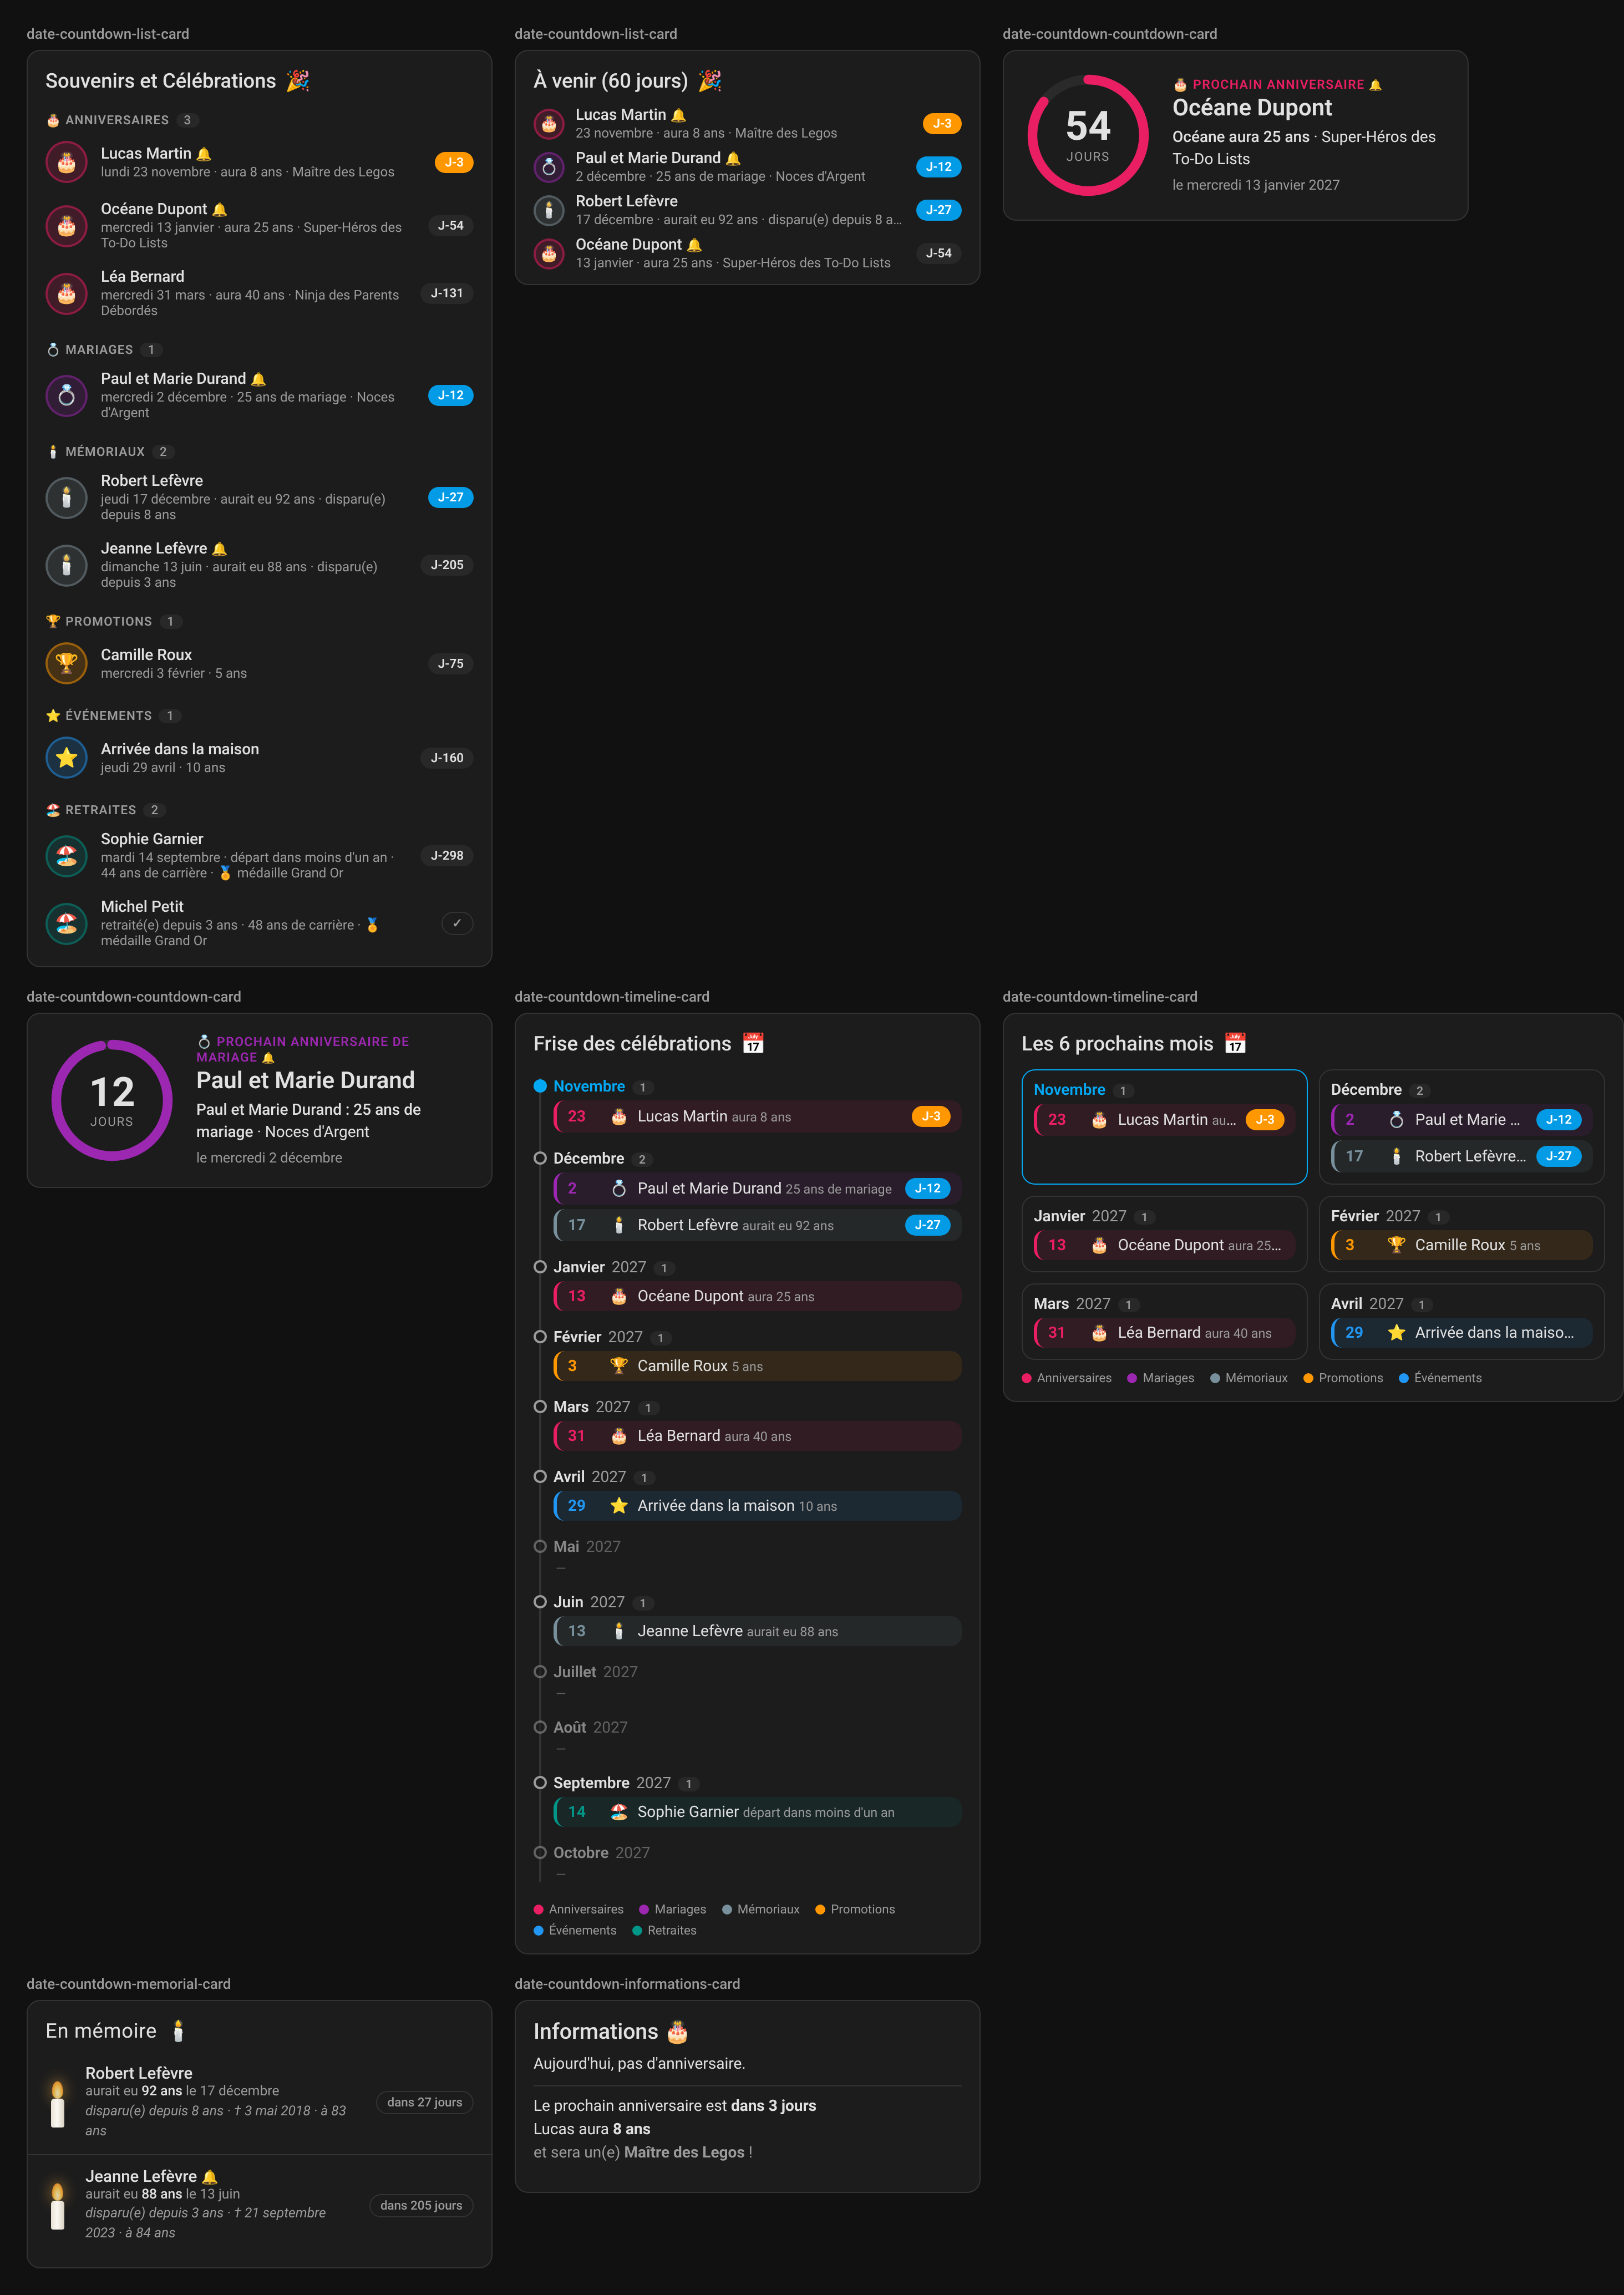 date-countdown-list-card
Souvenirs et Célébrations 🎉
🎂 ANNIVERSAIRES 3
Lucas Martin 🔔
lundi 23 novembre · aura 8 ans · Maître des Legos
J-3
Océane Dupont 🔔
mercredi 13 janvier · aura 25 ans · Super-Héros des
To-Do Lists
J-54
Léa Bernard
mercredi 31 mars · aura 40 ans · Ninja des Parents
Débordés
J-131
💍 MARIAGES 1
Paul et Marie Durand 🔔
mercredi 2 décembre · 25 ans de mariage · Noces
d'Argent
J-12
🕯️ MÉMORIAUX 2
Robert Lefèvre
jeudi 17 décembre · aurait eu 92 ans · disparu(e)
depuis 8 ans
J-27
Jeanne Lefèvre 🔔
dimanche 13 juin · aurait eu 88 ans · disparu(e)
depuis 3 ans
J-205
🏆 PROMOTIONS 1
Camille Roux
mercredi 3 février · 5 ans
J-75
⭐ ÉVÉNEMENTS 1
Arrivée dans la maison
jeudi 29 avril · 10 ans
J-160
🏖️ RETRAITES 2
Sophie Garnier
mardi 14 septembre · départ dans moins d'un an ·
44 ans de carrière · 🏅 médaille Grand Or
J-298
Michel Petit
retraité(e) depuis 3 ans · 48 ans de carrière · 🏅
médaille Grand Or
✓
date-countdown-list-card
À venir (60 jours) 🎉
Lucas Martin 🔔
23 novembre · aura 8 ans · Maître des Legos
J-3
Paul et Marie Durand 🔔
2 décembre · 25 ans de mariage · Noces d'Argent
J-12
Robert Lefèvre
17 décembre · aurait eu 92 ans · disparu(e) depuis 8 a...
J-27
Océane Dupont 🔔
13 janvier · aura 25 ans · Super-Héros des To-Do Lists
J-54
date-countdown-countdown-card
54
JOURS
🎂 PROCHAIN ANNIVERSAIRE 🔔
Océane Dupont
Océane aura 25 ans · Super-Héros des
To-Do Lists
le mercredi 13 janvier 2027
date-countdown-countdown-card
12
JOURS
💍 PROCHAIN ANNIVERSAIRE DE
MARIAGE 🔔
Paul et Marie Durand
Paul et Marie Durand : 25 ans de
mariage · Noces d'Argent
le mercredi 2 décembre
date-countdown-timeline-card
Frise des célébrations 📅
Novembre 1
23 🎂 Lucas Martin aura 8 ans J-3
Décembre 2
2 💍 Paul et Marie Durand 25 ans de mariage J-12
17 🕯️ Robert Lefèvre aurait eu 92 ans J-27
Janvier 2027 1
13 🎂 Océane Dupont aura 25 ans
Février 2027 1
3 🏆 Camille Roux 5 ans
Mars 2027 1
31 🎂 Léa Bernard aura 40 ans
Avril 2027 1
29 ⭐ Arrivée dans la maison 10 ans
Mai 2027
—
Juin 2027 1
13 🕯️ Jeanne Lefèvre aurait eu 88 ans
Juillet 2027
—
Août 2027
—
Septembre 2027 1
14 🏖️ Sophie Garnier départ dans moins d'un an
Octobre 2027
—
Anniversaires Mariages Mémoriaux Promotions
Événements Retraites
date-countdown-timeline-card
Les 6 prochains mois 📅
Novembre 1
23 🎂 Lucas Martin au... J-3
Décembre 2
2 💍 Paul et Marie ... J-12
17 🕯️ Robert Lefèvre... J-27
Janvier 2027 1
13 🎂 Océane Dupont aura 25...
Février 2027 1
3 🏆 Camille Roux 5 ans
Mars 2027 1
31 🎂 Léa Bernard aura 40 ans
Avril 2027 1
29 ⭐ Arrivée dans la maiso...
Anniversaires Mariages Mémoriaux Promotions Événements
date-countdown-memorial-card
En mémoire 🕯️
Robert Lefèvre
aurait eu 92 ans le 17 décembre
disparu(e) depuis 8 ans · † 3 mai 2018 · à 83
ans
dans 27 jours
Jeanne Lefèvre 🔔
aurait eu 88 ans le 13 juin
disparu(e) depuis 3 ans · † 21 septembre
2023 · à 84 ans
dans 205 jours
date-countdown-informations-card
Informations 🎂
Aujourd'hui, pas d'anniversaire.
Le prochain anniversaire est dans 3 jours
Lucas aura 8 ans
et sera un(e) Maître des Legos !